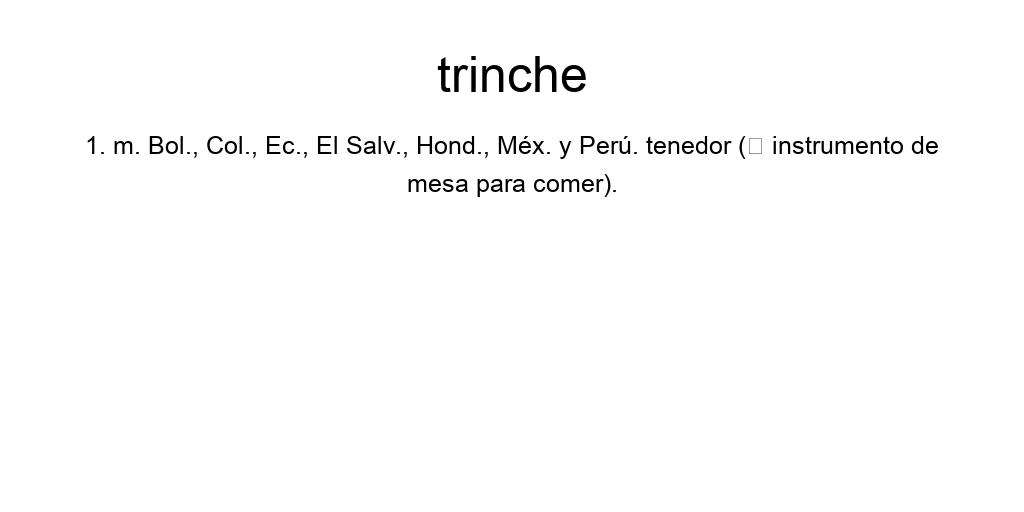 trinche
1. m. Bol., Col., Ec., El Salv., Hond., Méx. y Perú. tenedor (□ instrumento de
mesa para comer).